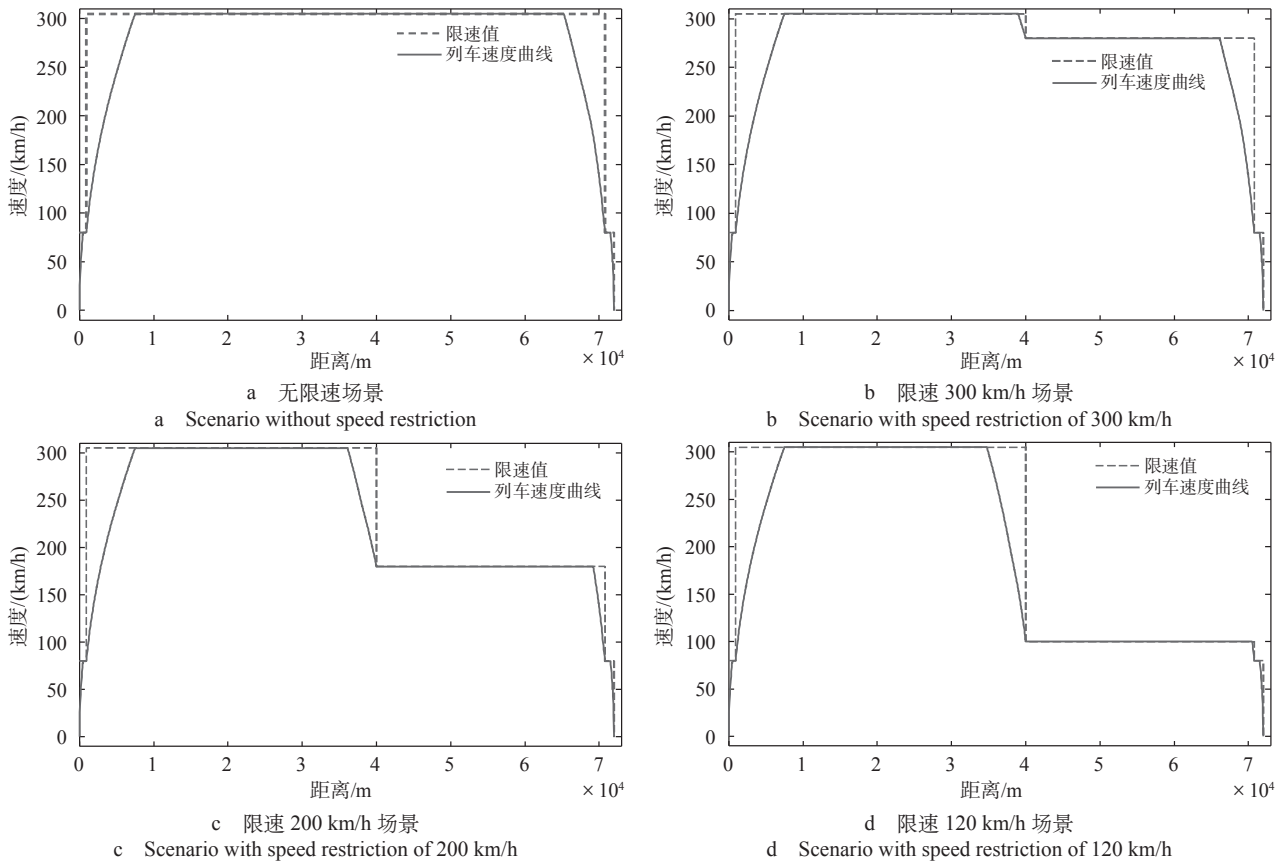 300
250
200
150
100
50
0
速度/(km/h)
限速值
列车速度曲线
0 1 2 3 4 5 6 7
× 10⁴
距离/m
a 无限速场景
a Scenario without speed restriction
300
250
200
150
100
50
0
速度/(km/h)
限速值
列车速度曲线
0 1 2 3 4 5 6 7
× 10⁴
距离/m
b 限速 300 km/h 场景
b Scenario with speed restriction of 300 km/h
300
250
200
150
100
50
0
速度/(km/h)
限速值
列车速度曲线
0 1 2 3 4 5 6 7
× 10⁴
距离/m
c 限速 200 km/h 场景
c Scenario with speed restriction of 200 km/h
300
250
200
150
100
50
0
速度/(km/h)
限速值
列车速度曲线
0 1 2 3 4 5 6 7
× 10⁴
距离/m
d 限速 120 km/h 场景
d Scenario with speed restriction of 120 km/h